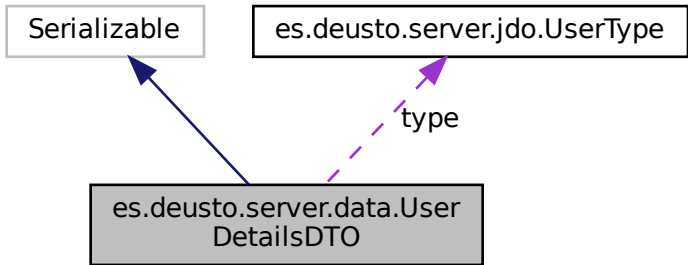 Serializable
es.deusto.server.jdo.UserType
type
es.deusto.server.data.User
DetailsDTO